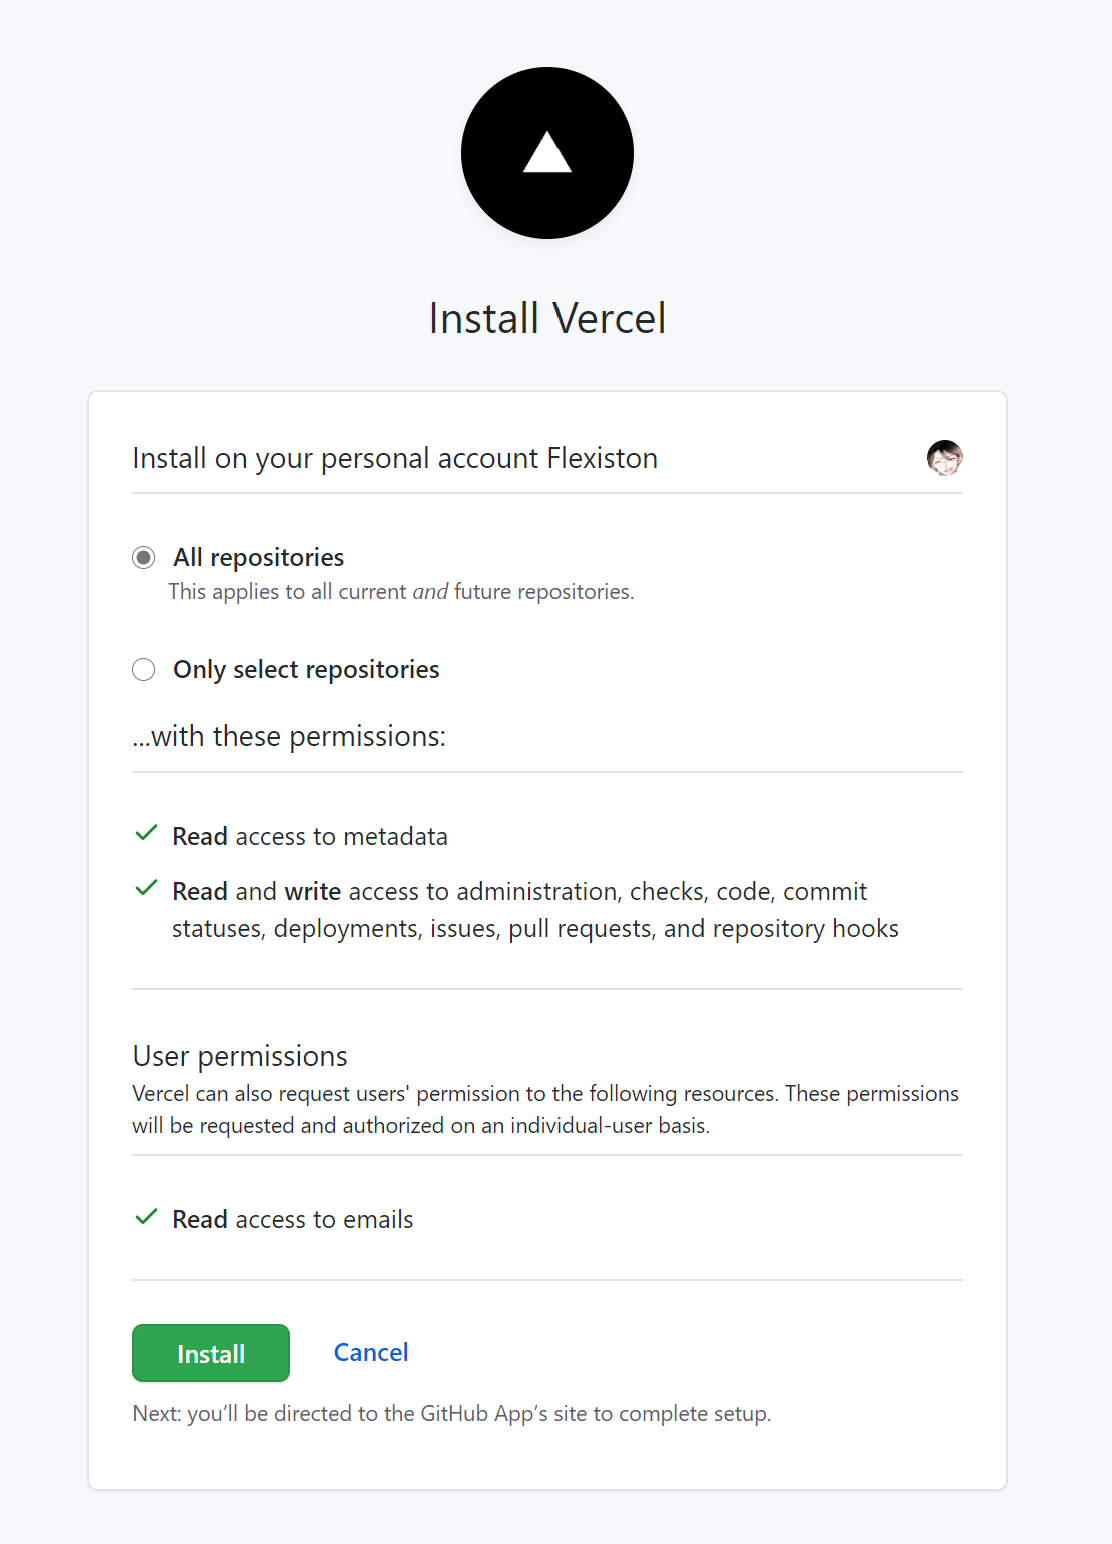 Install Vercel
Install on your personal account Flexiston
All repositories
This applies to all current and future repositories.
Only select repositories
...with these permissions:
Read access to metadata
Read and write access to administration, checks, code, commit
statuses, deployments, issues, pull requests, and repository hooks
User permissions
Vercel can also request users' permission to the following resources. These permissions
will be requested and authorized on an individual-user basis.
Read access to emails
Install Cancel
Next: you’ll be directed to the GitHub App’s site to complete setup.